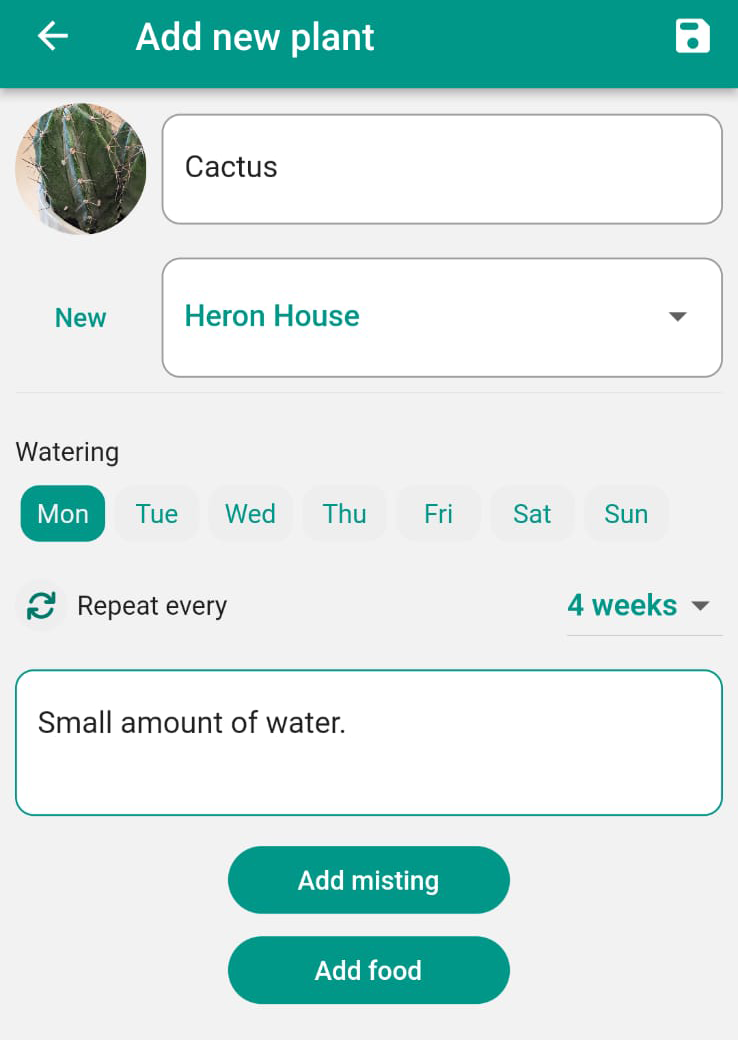 Add new plant
Cactus
New
Heron House
Watering
Mon Tue Wed Thu Fri Sat Sun
Repeat every 4 weeks
Small amount of water.
Add misting
Add food